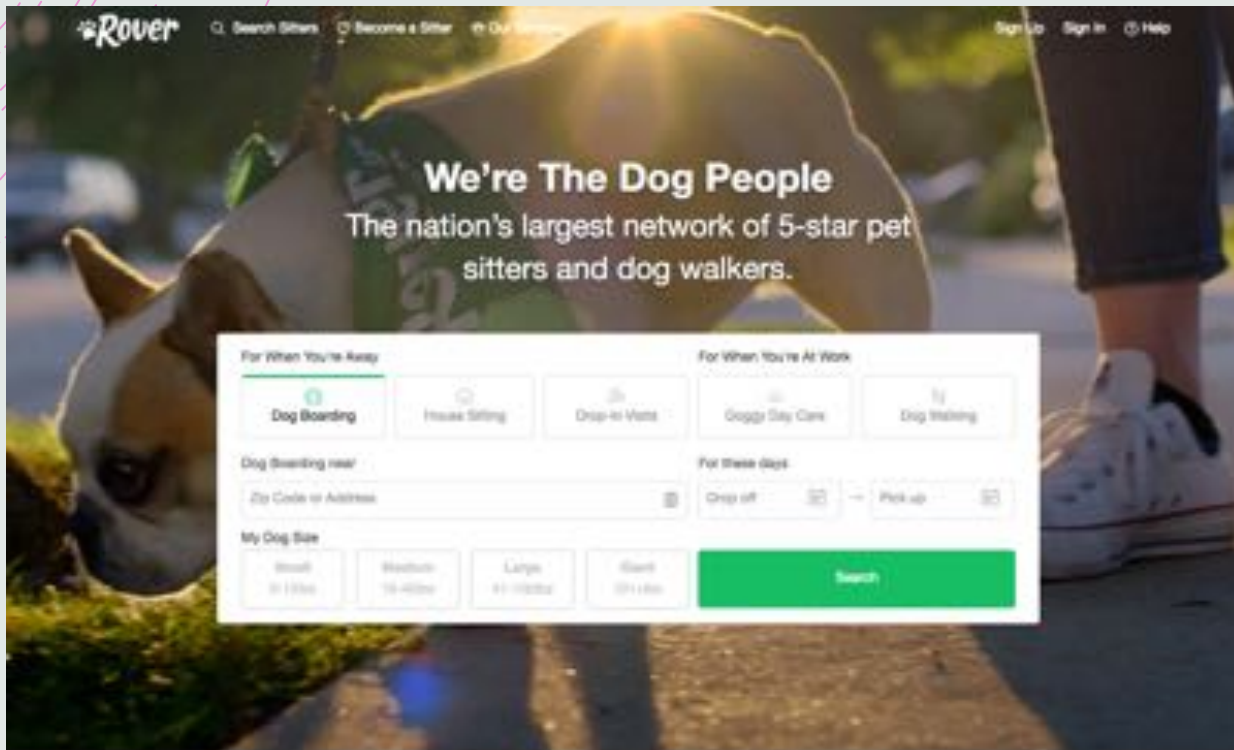 Rover
Search Sitters
Become a Sitter
Our
Sign Up
Sign In
Help
We're The Dog People
The nation's largest network of 5-star pet
sitters and dog walkers.
For When You're Away
For When You're At Work
Dog Boarding
House Sitting
Drop-in Visits
Doggy Day Care
Dog Walking
Dog Boarding near
For these days
Zip Code or Address
Drop off
Pick up
My Dog Size
Small
Medium
Large
Giant
Search